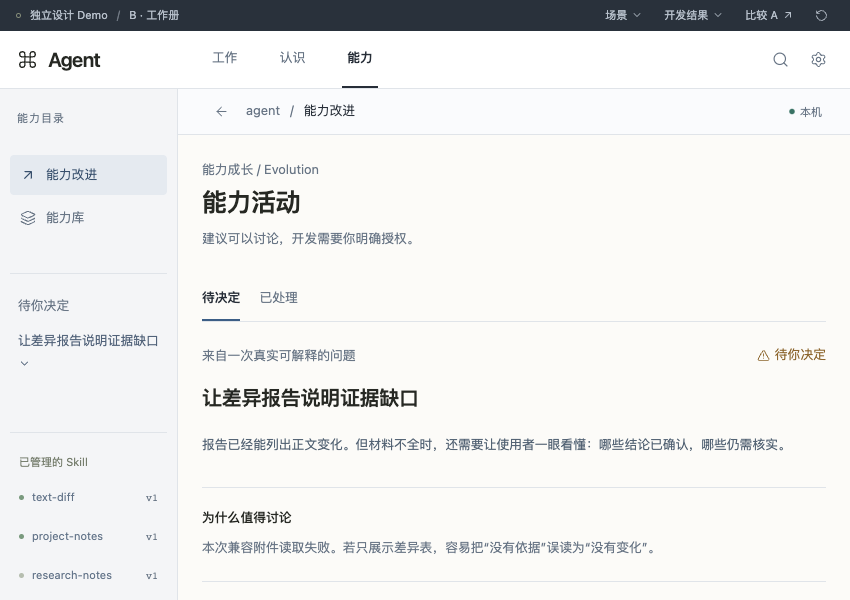 独立设计 Demo / B · 工作册
场景 开发结果 比较 A
Agent
工作 认识 能力
能力目录
能力改进
能力库
待你决定
让差异报告说明证据缺口
已管理的 Skill
text-diff v1
project-notes v1
research-notes v1
agent / 能力改进
本机
能力成长 / Evolution
能力活动
建议可以讨论，开发需要你明确授权。
待决定 已处理
来自一次真实可解释的问题
待你决定
让差异报告说明证据缺口
报告已经能列出正文变化。但材料不全时，还需要让使用者一眼看懂：哪些结论已确认，哪些仍需核实。
为什么值得讨论
本次兼容附件读取失败。若只展示差异表，容易把“没有依据”误读为“没有变化”。